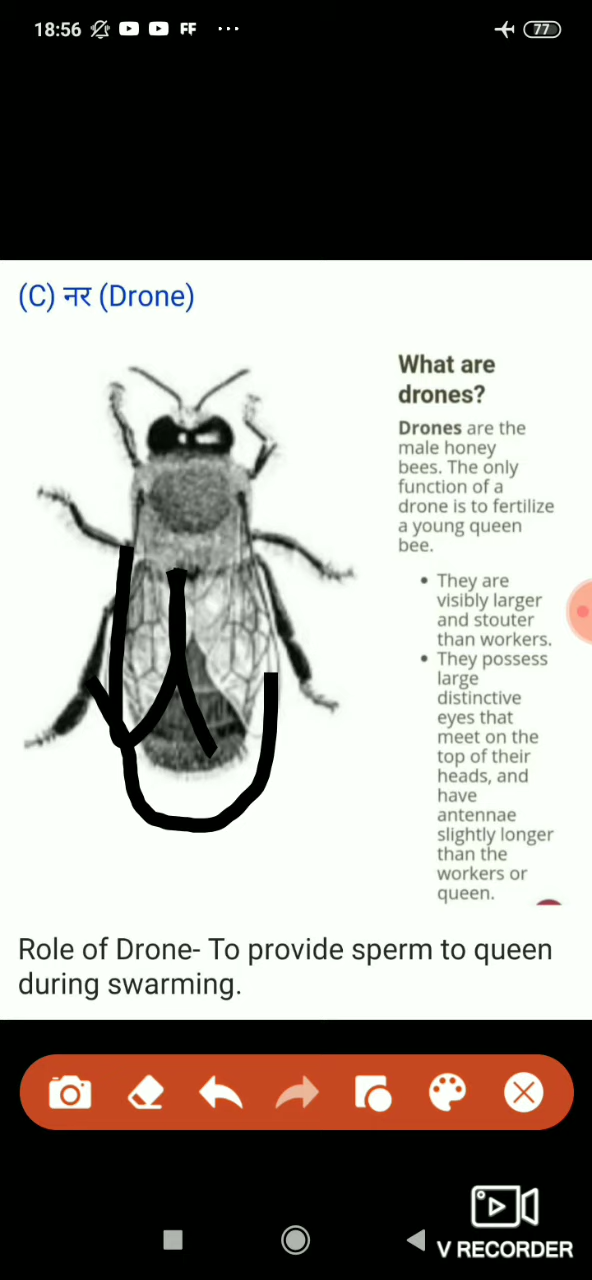 18:56 FF ... 77
(C) नर (Drone)
What are
drones?
Drones are the
male honey
bees. The only
function of a
drone is to fertilize
a young queen
bee.
• They are
visibly larger
and stouter
than workers.
• They possess
large
distinctive
eyes that
meet on the
top of their
heads, and
have
antennae
slightly longer
than the
workers or
queen.
Role of Drone- To provide sperm to queen
during swarming.
V RECORDER